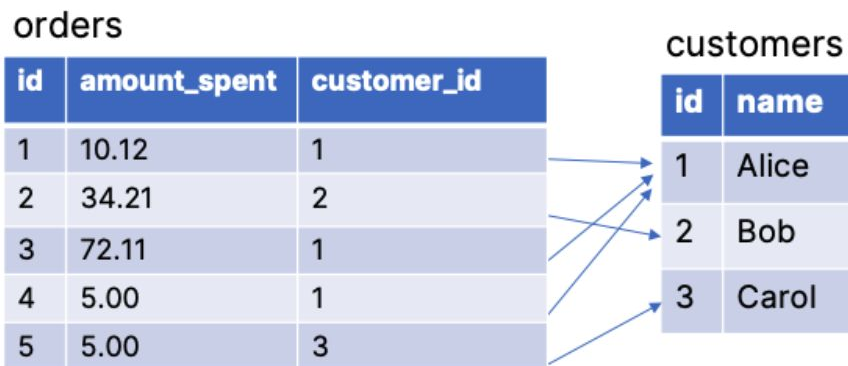 orders
id amount_spent customer_id
1 10.12 1
2 34.21 2
3 72.11 1
4 5.00 1
5 5.00 3
customers
id name
1 Alice
2 Bob
3 Carol